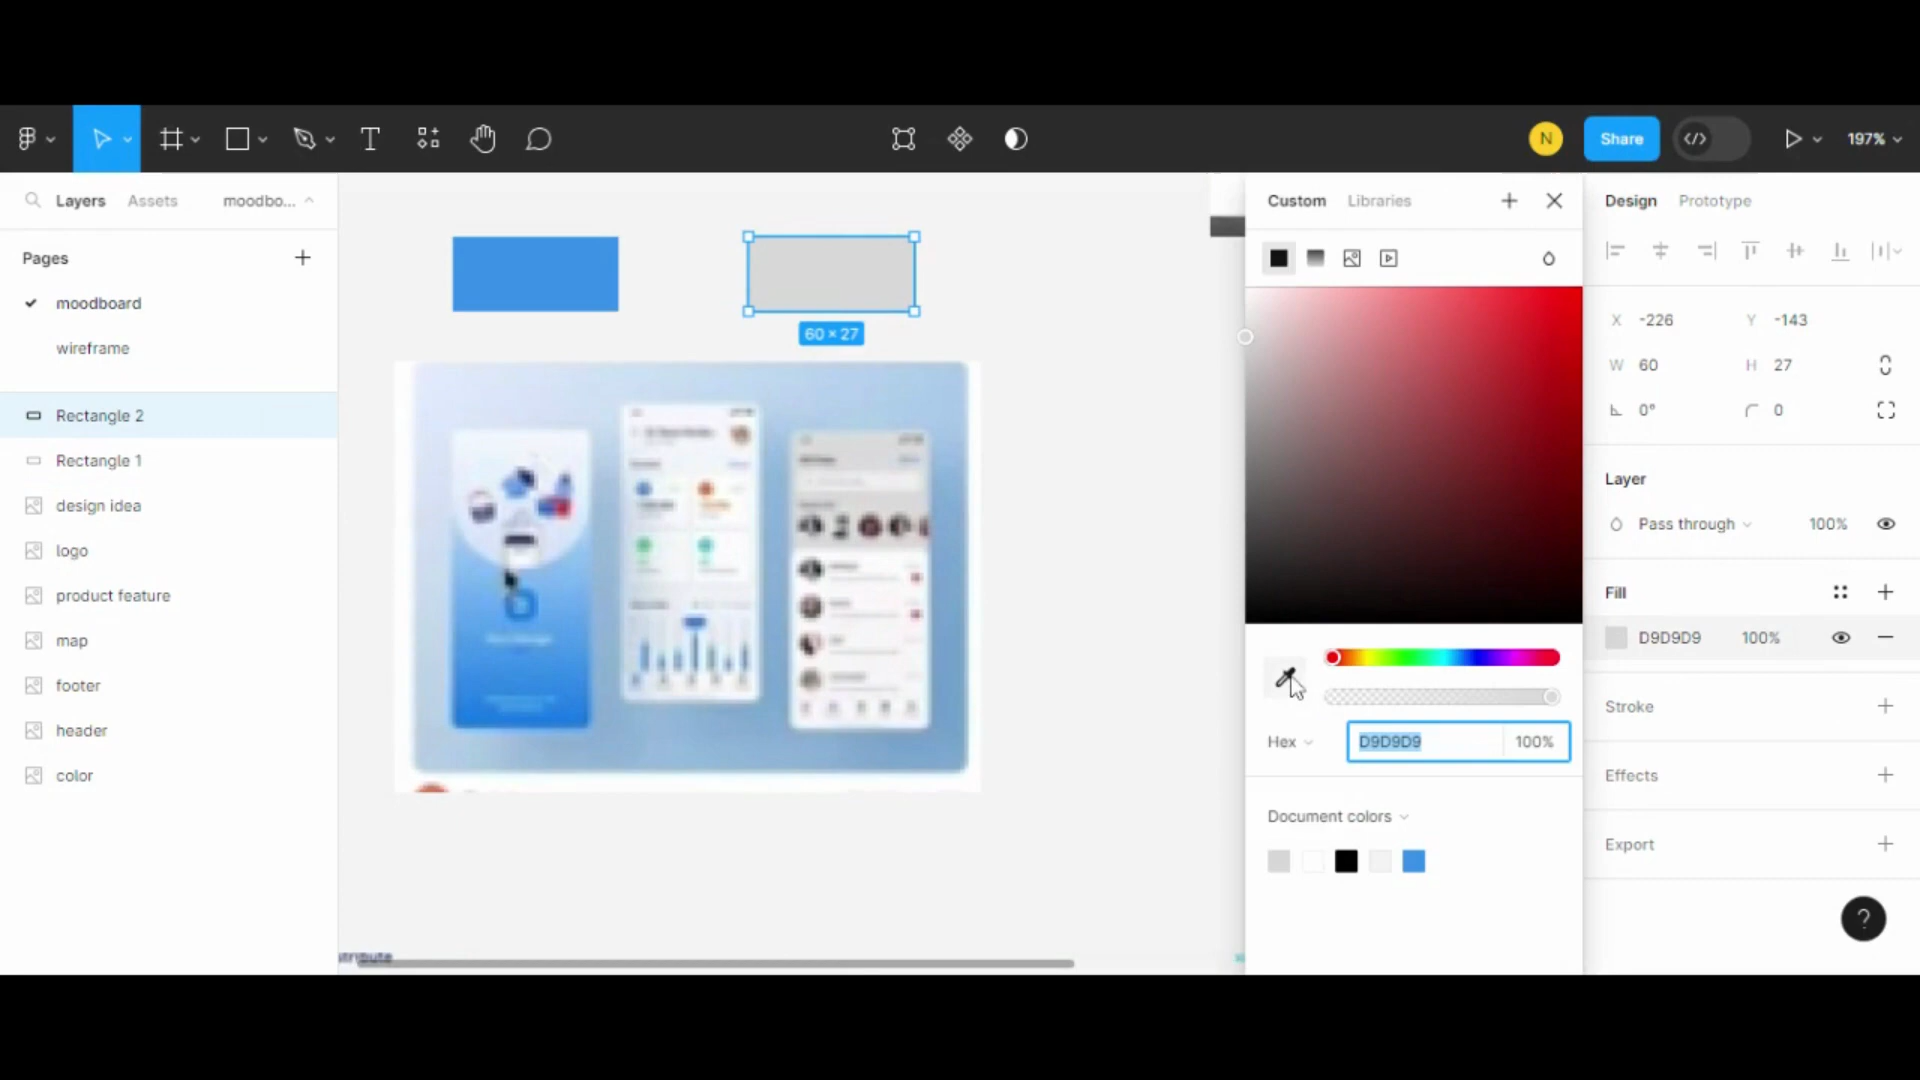 N
Share
197%
Layers
Assets
moodbo...
Pages
moodboard
wireframe
Rectangle 2
Rectangle 1
design idea
logo
product feature
map
footer
header
color
60 × 27
Custom
Libraries
Hex
D9D9D9
100%
Document colors
Design
Prototype
X -226
Y -143
W 60
H 27
0°
0
Layer
Pass through
100%
Fill
D9D9D9
100%
Stroke
Effects
Export
?